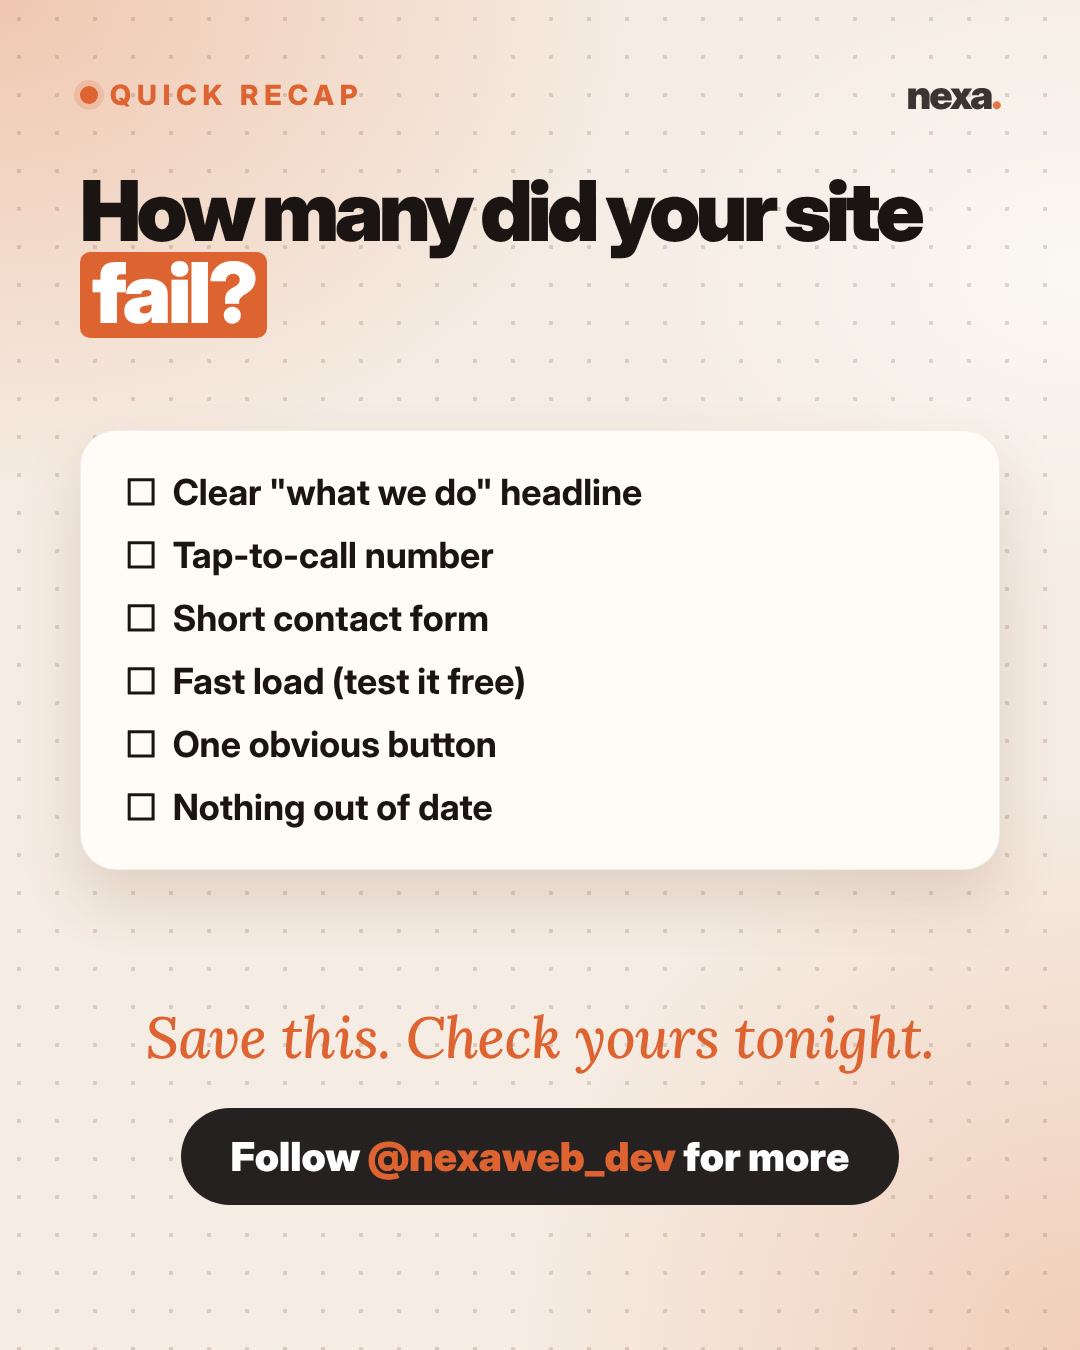 QUICK RECAP
nexa.
How many did your site
fail?
☐ Clear "what we do" headline
☐ Tap-to-call number
☐ Short contact form
☐ Fast load (test it free)
☐ One obvious button
☐ Nothing out of date
Save this. Check yours tonight.
Follow @nexaweb_dev for more